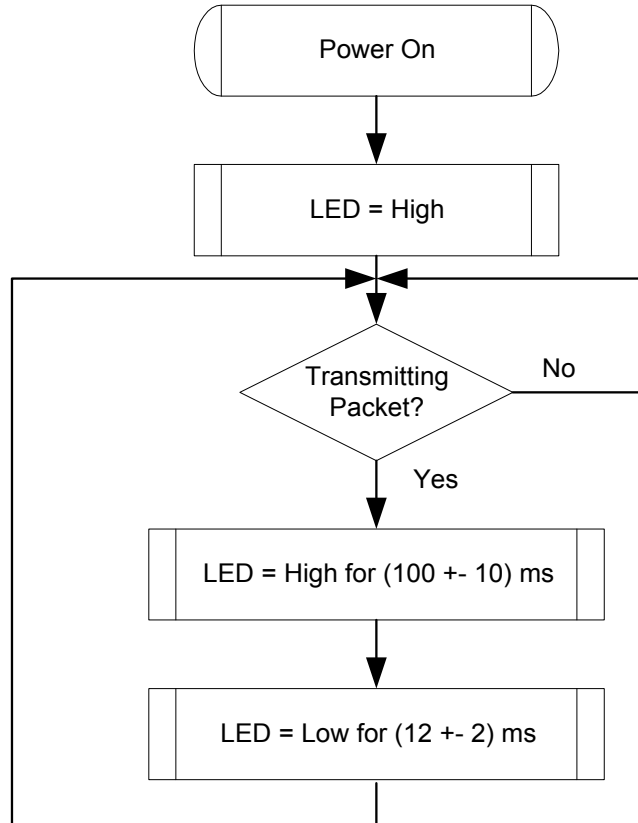 Power On
LED = High
Transmitting
Packet?
No
Yes
LED = High for (100 +- 10) ms
LED = Low for (12 +- 2) ms